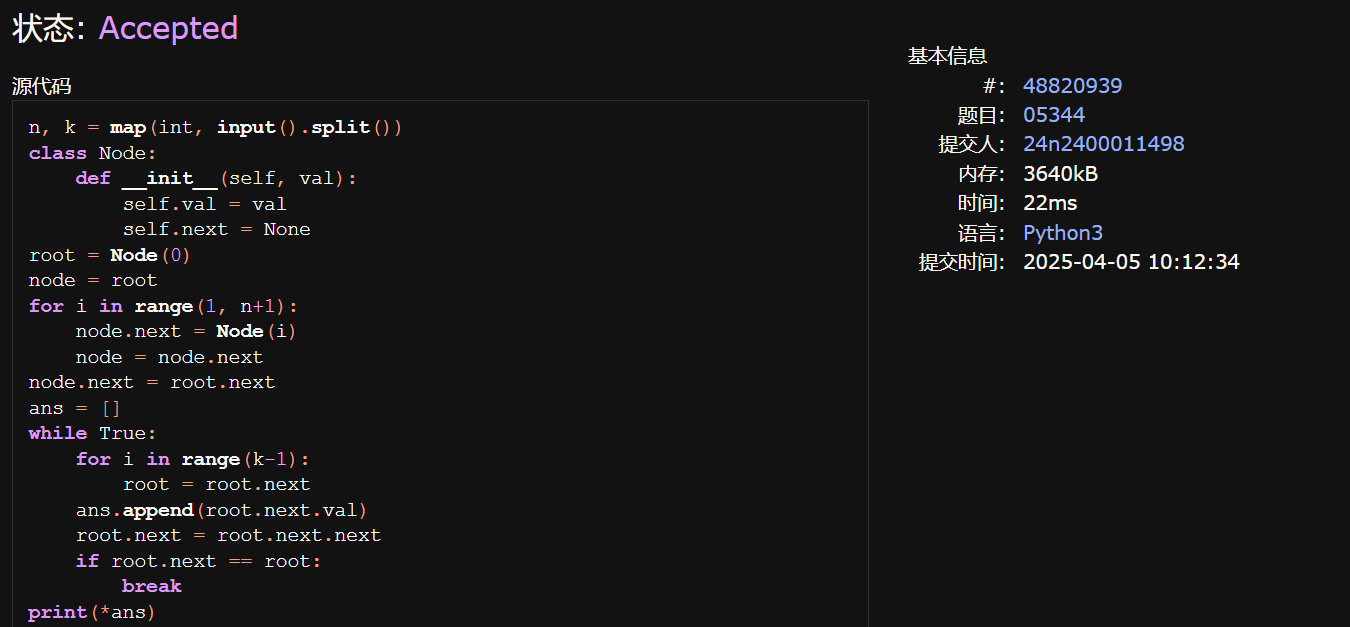 状态: Accepted
源代码
n, k = map(int, input().split())
class Node:
    def __init__(self, val):
        self.val = val
        self.next = None
root = Node(0)
node = root
for i in range(1, n+1):
    node.next = Node(i)
    node = node.next
node.next = root.next
ans = []
while True:
    for i in range(k-1):
        root = root.next
    ans.append(root.next.val)
    root.next = root.next.next
    if root.next == root:
        break
print(*ans)
基本信息
#: 48820939
题目: 05344
提交人: 24n2400011498
内存: 3640kB
时间: 22ms
语言: Python3
提交时间: 2025-04-05 10:12:34